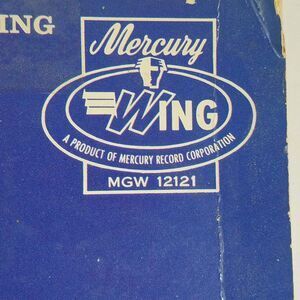 ING
Mercury
WING
A PRODUCT OF MERCURY RECORD CORPORATION
MGW 12121